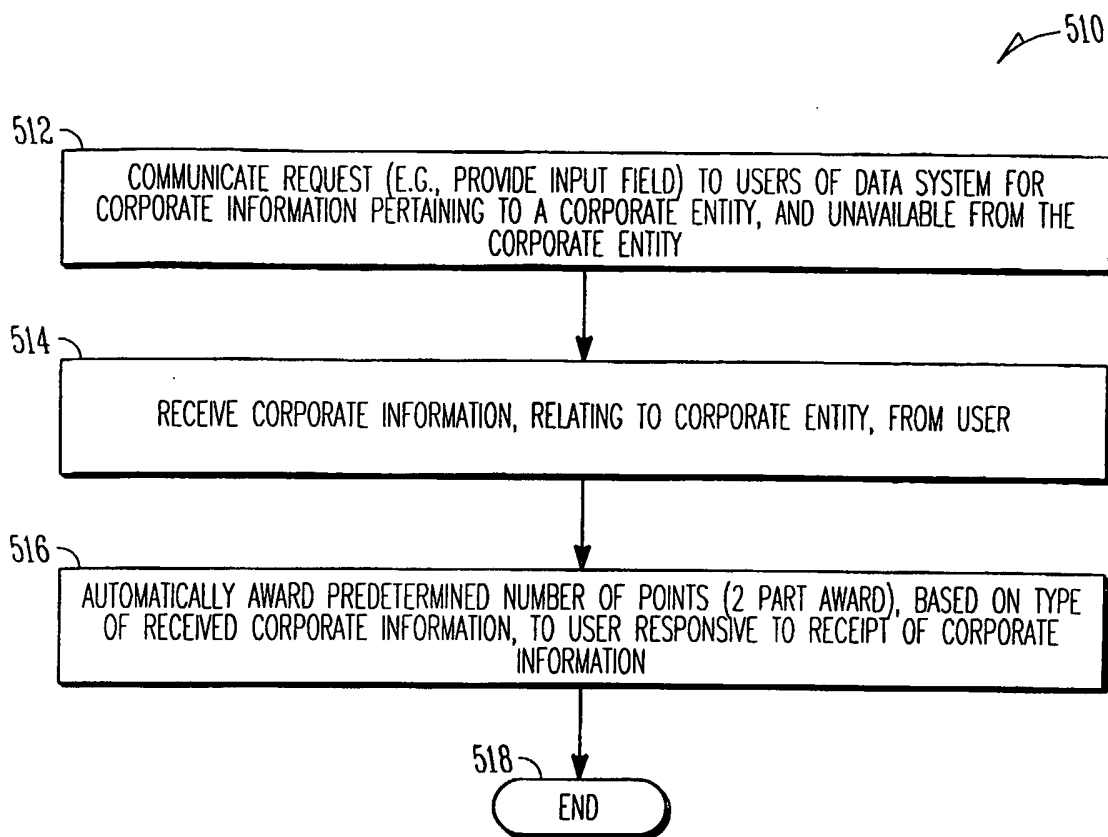 510
512
COMMUNICATE REQUEST (E.G., PROVIDE INPUT FIELD) TO USERS OF DATA SYSTEM FOR
CORPORATE INFORMATION PERTAINING TO A CORPORATE ENTITY, AND UNAVAILABLE FROM THE
CORPORATE ENTITY
514
RECEIVE CORPORATE INFORMATION, RELATING TO CORPORATE ENTITY, FROM USER
516
AUTOMATICALLY AWARD PREDETERMINED NUMBER OF POINTS (2 PART AWARD), BASED ON TYPE
OF RECEIVED CORPORATE INFORMATION, TO USER RESPONSIVE TO RECEIPT OF CORPORATE
INFORMATION
518
END